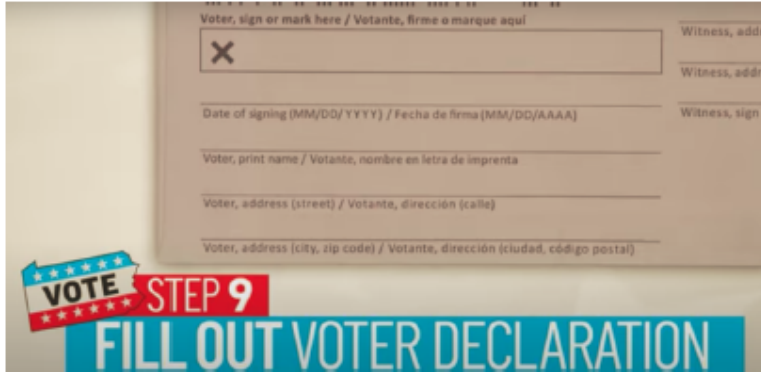 Voter, sign or mark here / Votante, firme o marque aquí
X
Date of signing (MM/DD/YYYY) / Fecha de firma (MM/DD/AAAA)
Voter, print name / Votante, nombre en letra de imprenta
Voter, address (street) / Votante, dirección (calle)
Voter, address (city, zip code) / Votante, dirección (ciudad, código postal)
Witness,
Witness,
Witness, sign
VOTE
STEP 9
FILL OUT VOTER DECLARATION